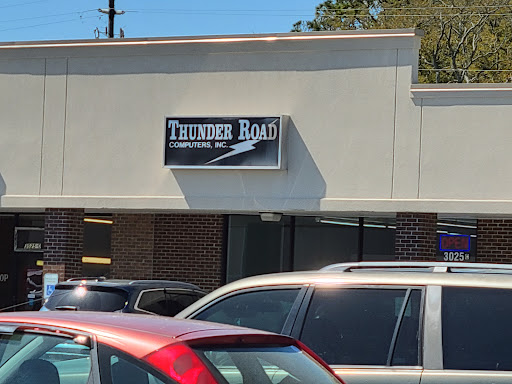 THUNDER ROAD
COMPUTERS, INC.
OPEN
3025 H